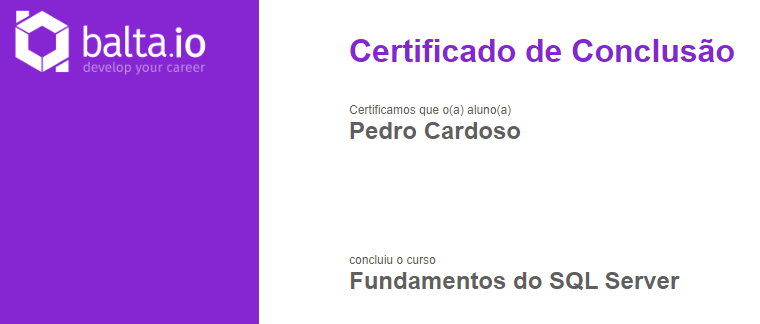 balta.io
develop your career
Certificado de Conclusão
Certificamos que o(a) aluno(a)
Pedro Cardoso
concluiu o curso
Fundamentos do SQL Server